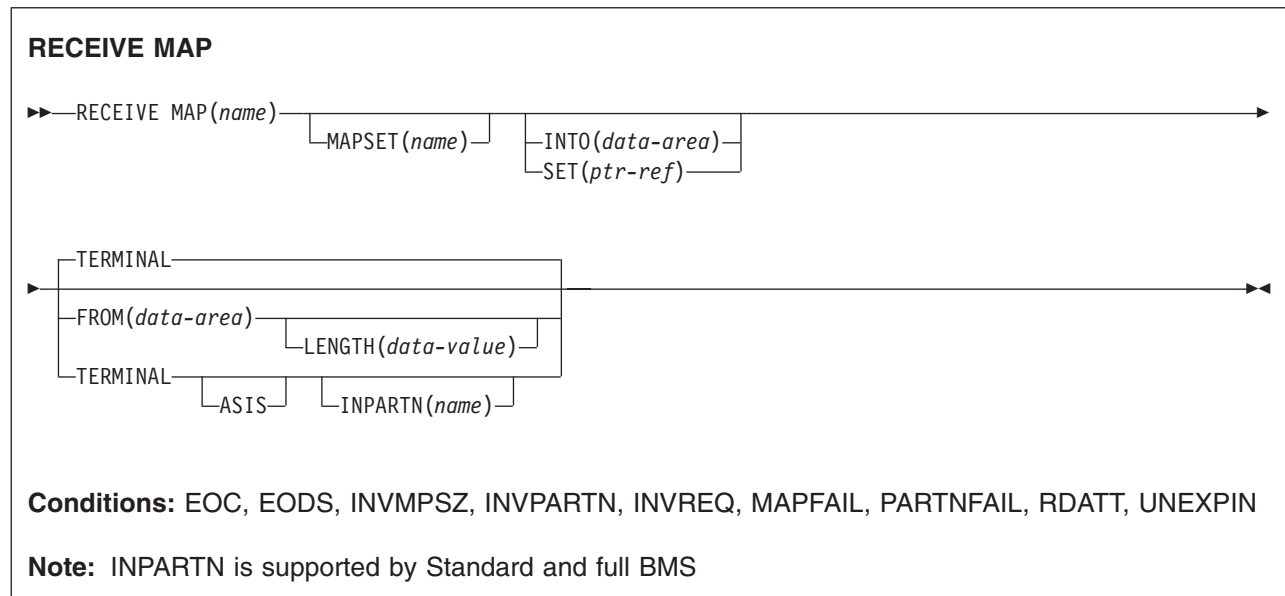 RECEIVE MAP
RECEIVE MAP(name)
MAPSET(name)
INTO(data-area)
SET(ptr-ref)
TERMINAL
FROM(data-area)
LENGTH(data-value)
TERMINAL
ASIS
INPARTN(name)
Conditions: EOC, EODS, INVMPSZ, INVPARTN, INVREQ, MAPFAIL, PARTNFAIL, RDATT, UNEXPIN
Note: INPARTN is supported by Standard and full BMS